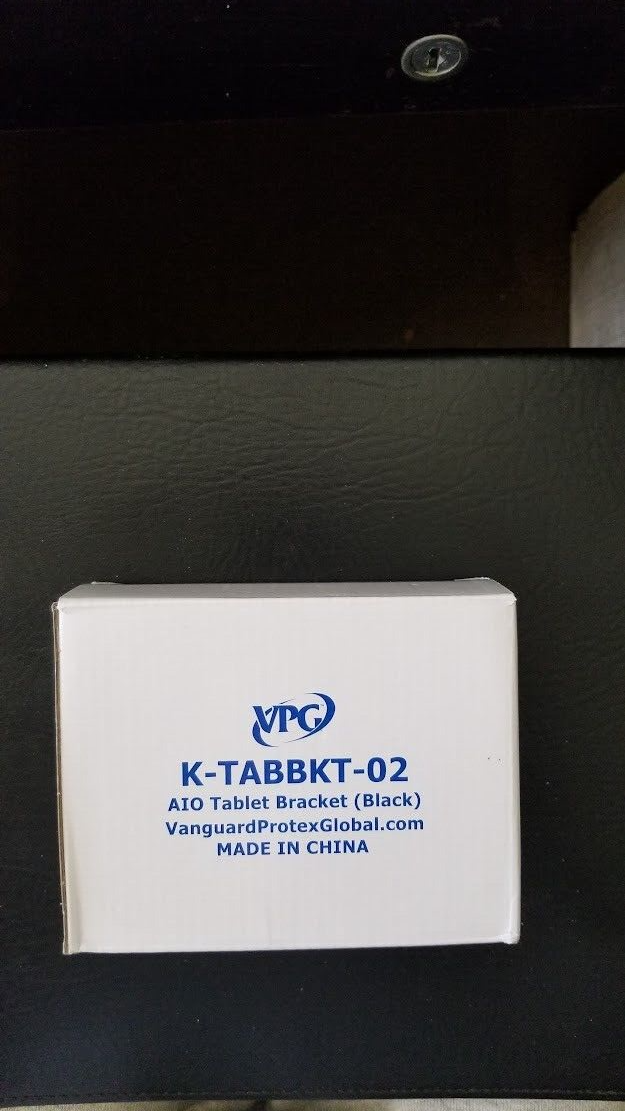 VPG
K-TABBKT-02
AIO Tablet Bracket (Black)
VanguardProtexGlobal.com
MADE IN CHINA